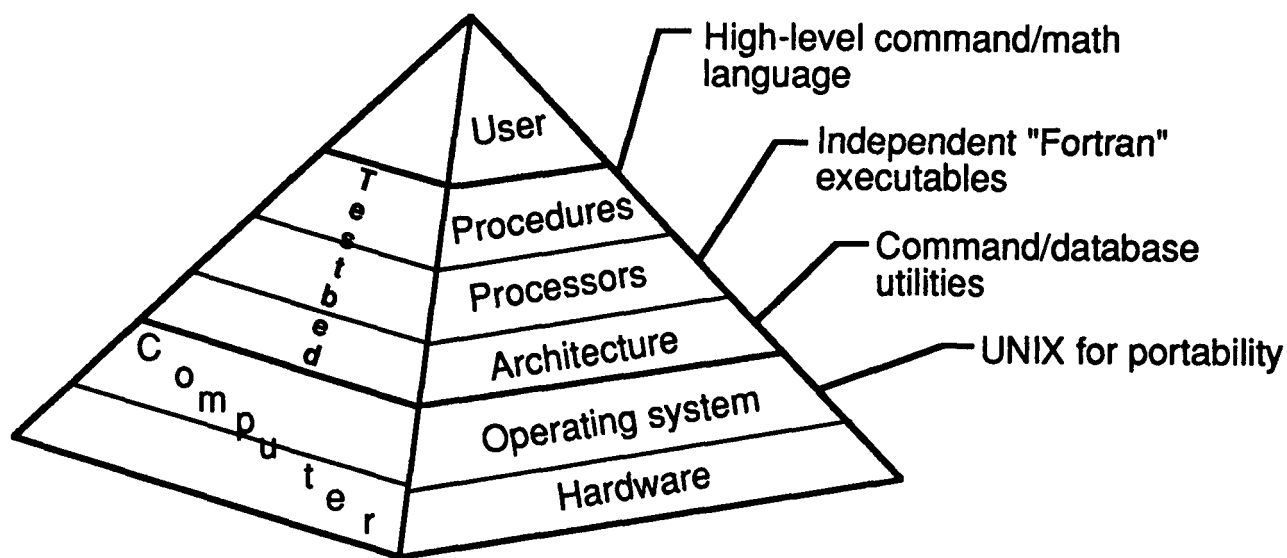 High-level command/math
language
User
Independent "Fortran"
executables
Testbed
Procedures
Command/database
utilities
Processors
Architecture
UNIX for portability
Computer
Operating system
Hardware